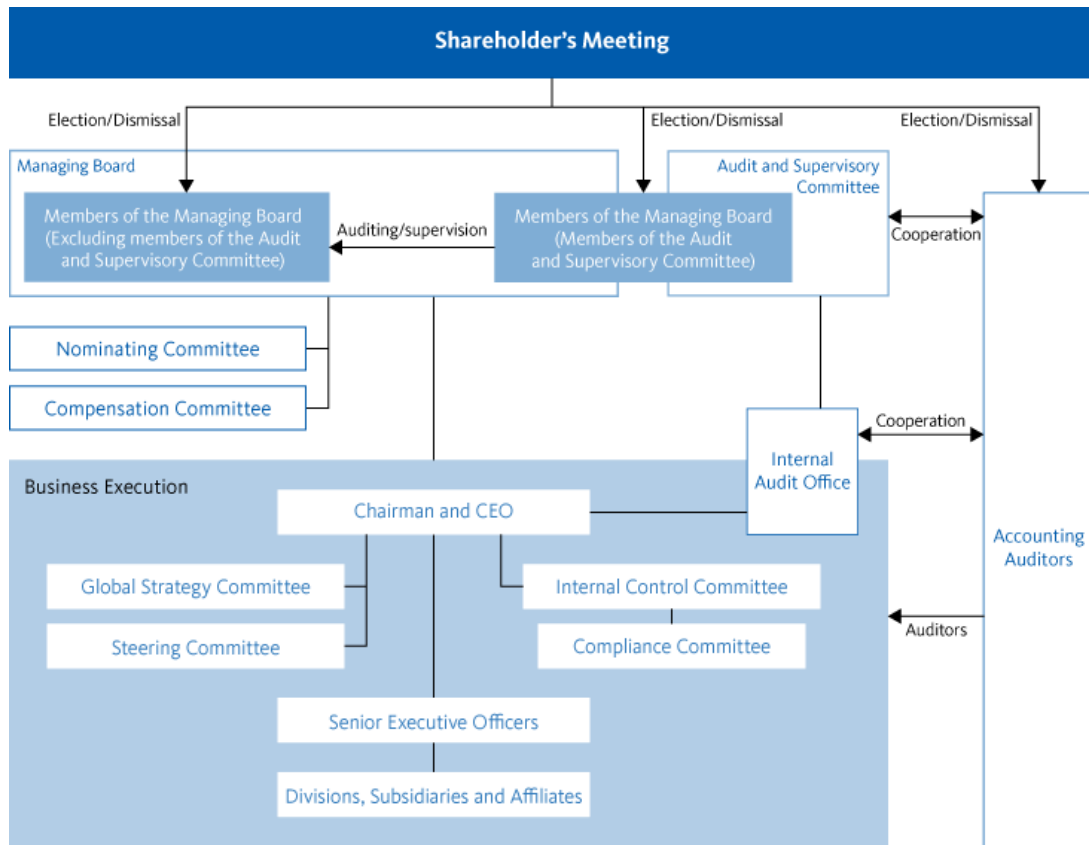 Shareholder's Meeting
Election/Dismissal
Election/Dismissal
Election/Dismissal
Managing Board
Audit and Supervisory
Committee
Members of the Managing Board
(Excluding members of the Audit
and Supervisory Committee)
Auditing/supervision
Members of the Managing Board
(Members of the Audit
and Supervisory Committee)
Cooperation
Nominating Committee
Compensation Committee
Cooperation
Internal
Audit Office
Business Execution
Chairman and CEO
Accounting
Auditors
Global Strategy Committee
Internal Control Committee
Auditors
Steering Committee
Compliance Committee
Senior Executive Officers
Divisions, Subsidiaries and Affiliates